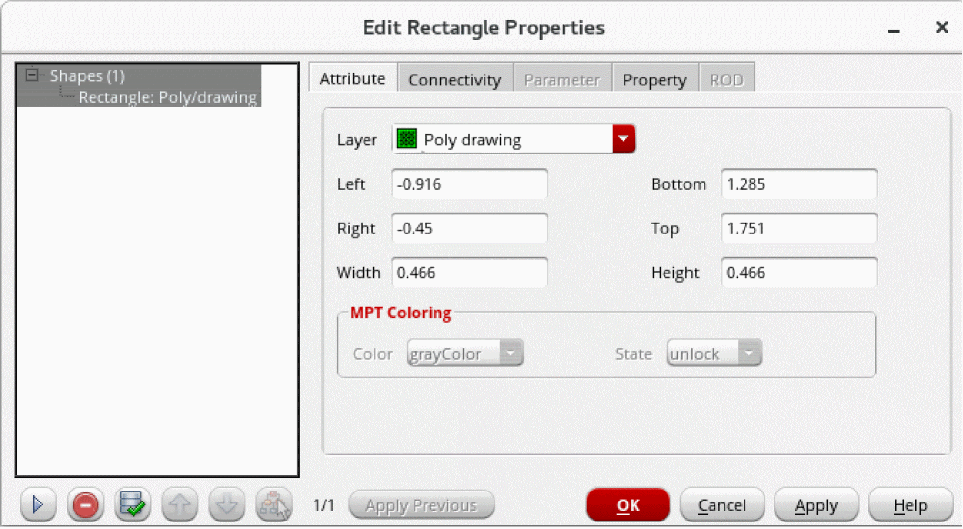 Edit Rectangle Properties
Shapes (1)
Rectangle: Poly/drawing
Attribute Connectivity Parameter Property ROD
Layer Poly drawing
Left -0.916 Bottom 1.285
Right -0.45 Top 1.751
Width 0.466 Height 0.466
MPT Coloring
Color grayColor State unlock
1/1 Apply Previous OK Cancel Apply Help